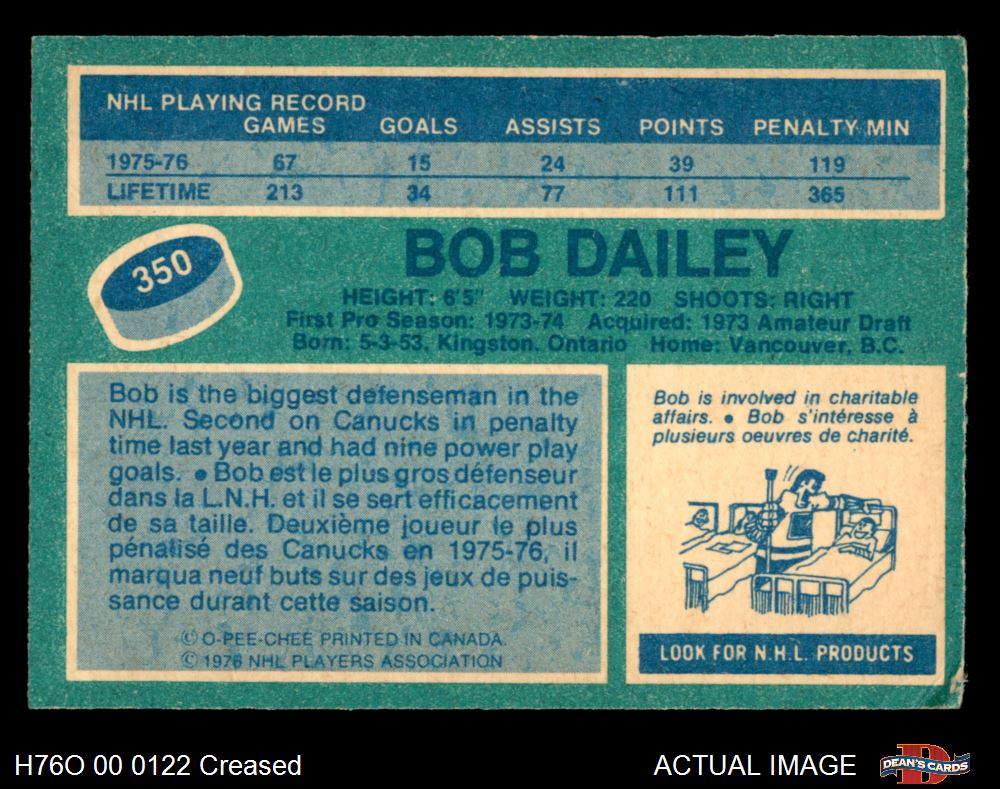 NHL PLAYING RECORD
GAMES GOALS ASSISTS POINTS PENALTY MIN
1975-76 67 15 24 39 119
LIFETIME 213 34 77 111 365
350
BOB DAILEY
HEIGHT: 6'5" WEIGHT: 220 SHOOTS: RIGHT
First Pro Season: 1973-74 Acquired: 1973 Amateur Draft
Born: 5-3-53, Kingston, Ontario Home: Vancouver, B.C.
Bob is the biggest defenseman in the
NHL. Second on Canucks in penalty
time last year and had nine power play
goals. • Bob est le plus gros défenseur
dans la L.N.H. et il se sert efficacement
de sa taille. Deuxième joueur le plus
pénalisé des Canucks en 1975-76, il
marqua neuf buts sur des jeux de puis-
sance durant cette saison.
© O-PEE-CHEE PRINTED IN CANADA.
© 1976 NHL PLAYERS ASSOCIATION
Bob is involved in charitable
affairs. • Bob s'intéresse à
plusieurs oeuvres de charité.
LOOK FOR N.H.L. PRODUCTS
H76O 00 0122 Creased
ACTUAL IMAGE
DEAN'S CARDS